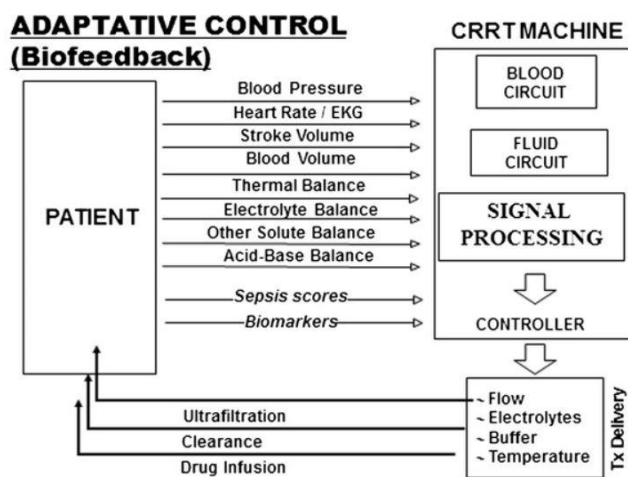 ADAPTATIVE CONTROL
(Biofeedback)
CRRT MACHINE
BLOOD
CIRCUIT
FLUID
CIRCUIT
SIGNAL
PROCESSING
CONTROLLER
PATIENT
Blood Pressure
Heart Rate / EKG
Stroke Volume
Blood Volume
Thermal Balance
Electrolyte Balance
Other Solute Balance
Acid-Base Balance
Sepsis scores
Biomarkers
~ Flow
~ Electrolytes
~ Buffer
~ Temperature
Tx Delivery
Ultrafiltration
Clearance
Drug Infusion